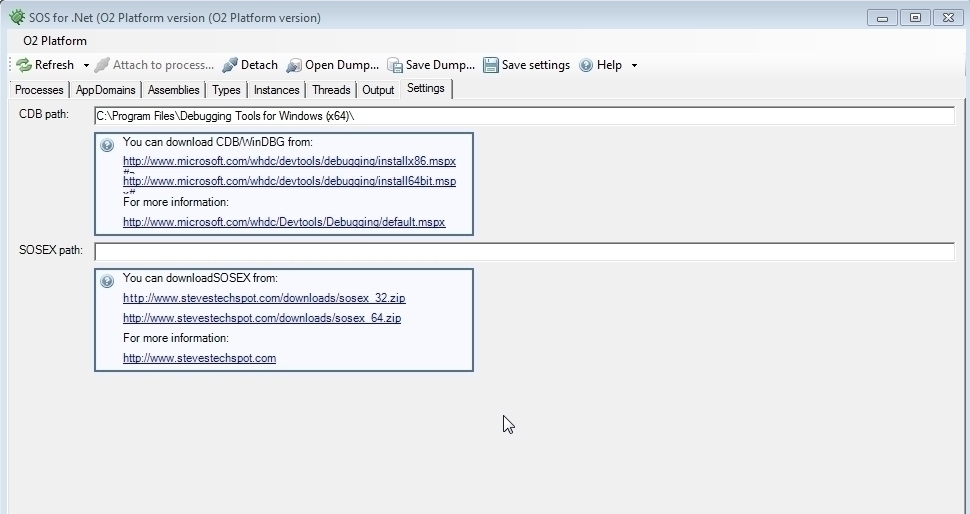 SOS for .Net (O2 Platform version (O2 Platform version)
O2 Platform
Refresh Attach to process... Detach Open Dump... Save Dump... Save settings Help
Processes AppDomains Assemblies Types Instances Threads Output Settings
CDB path: C:\Program Files\Debugging Tools for Windows (x64)\
You can download CDB/WinDBG from:
http://www.microsoft.com/whdc/devtools/debugging/installx86.mspx
http://www.microsoft.com/whdc/devtools/debugging/install64bit.msp
For more information:
http://www.microsoft.com/whdc/Devtools/Debugging/default.mspx
SOSEX path:
You can downloadSOSEX from:
http://www.stevestechspot.com/downloads/sosex_32.zip
http://www.stevestechspot.com/downloads/sosex_64.zip
For more information:
http://www.stevestechspot.com